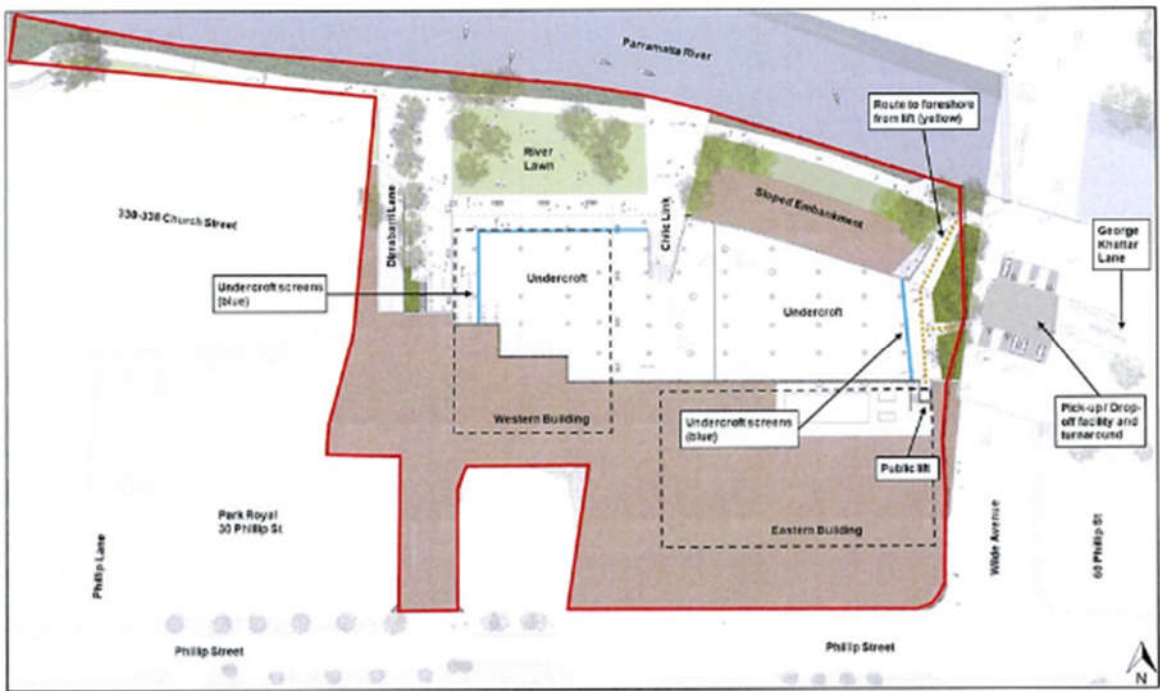 Parramatta River
Route to foreshore
from lift (yellow)
River
Lawn
Sloped Embankment
Civic Link
330-338 Church Street
Dirrabarri Lane
George
Khattar
Lane
Undercroft screens
(blue)
Undercroft
Undercroft
Western Building
Undercroft screens
(blue)
Pick-up/ Drop-
off facility and
turnaround
Public lift
Park Royal
30 Phillip St
Eastern Building
Phillip Lane
Wilde Avenue
60 Phillip St
Phillip Street
Phillip Street
N